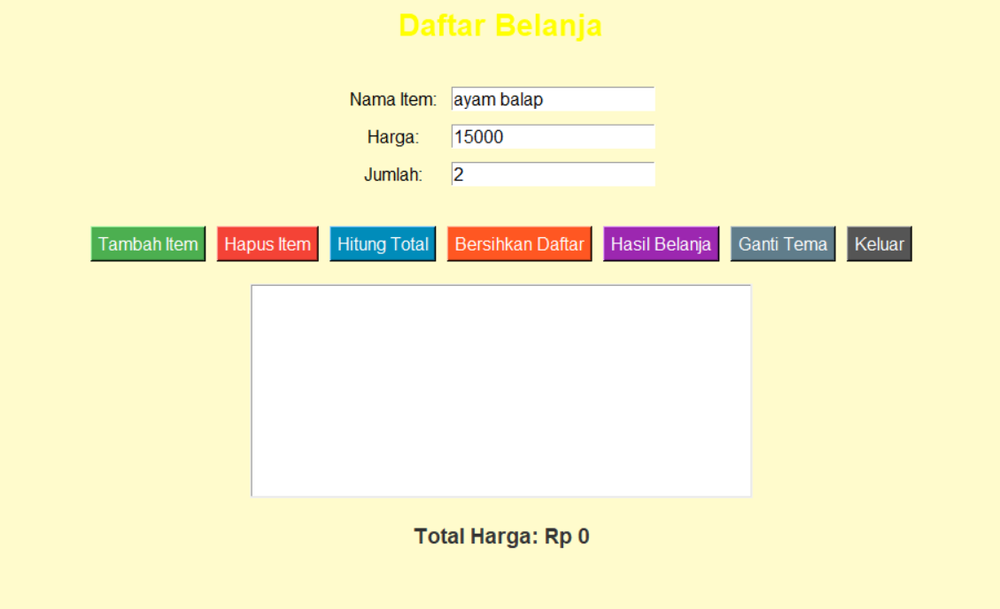 Daftar Belanja
Nama Item: ayam balap
Harga: 15000
Jumlah: 2
Tambah Item Hapus Item Hitung Total Bersihkan Daftar Hasil Belanja Ganti Tema Keluar
Total Harga: Rp 0